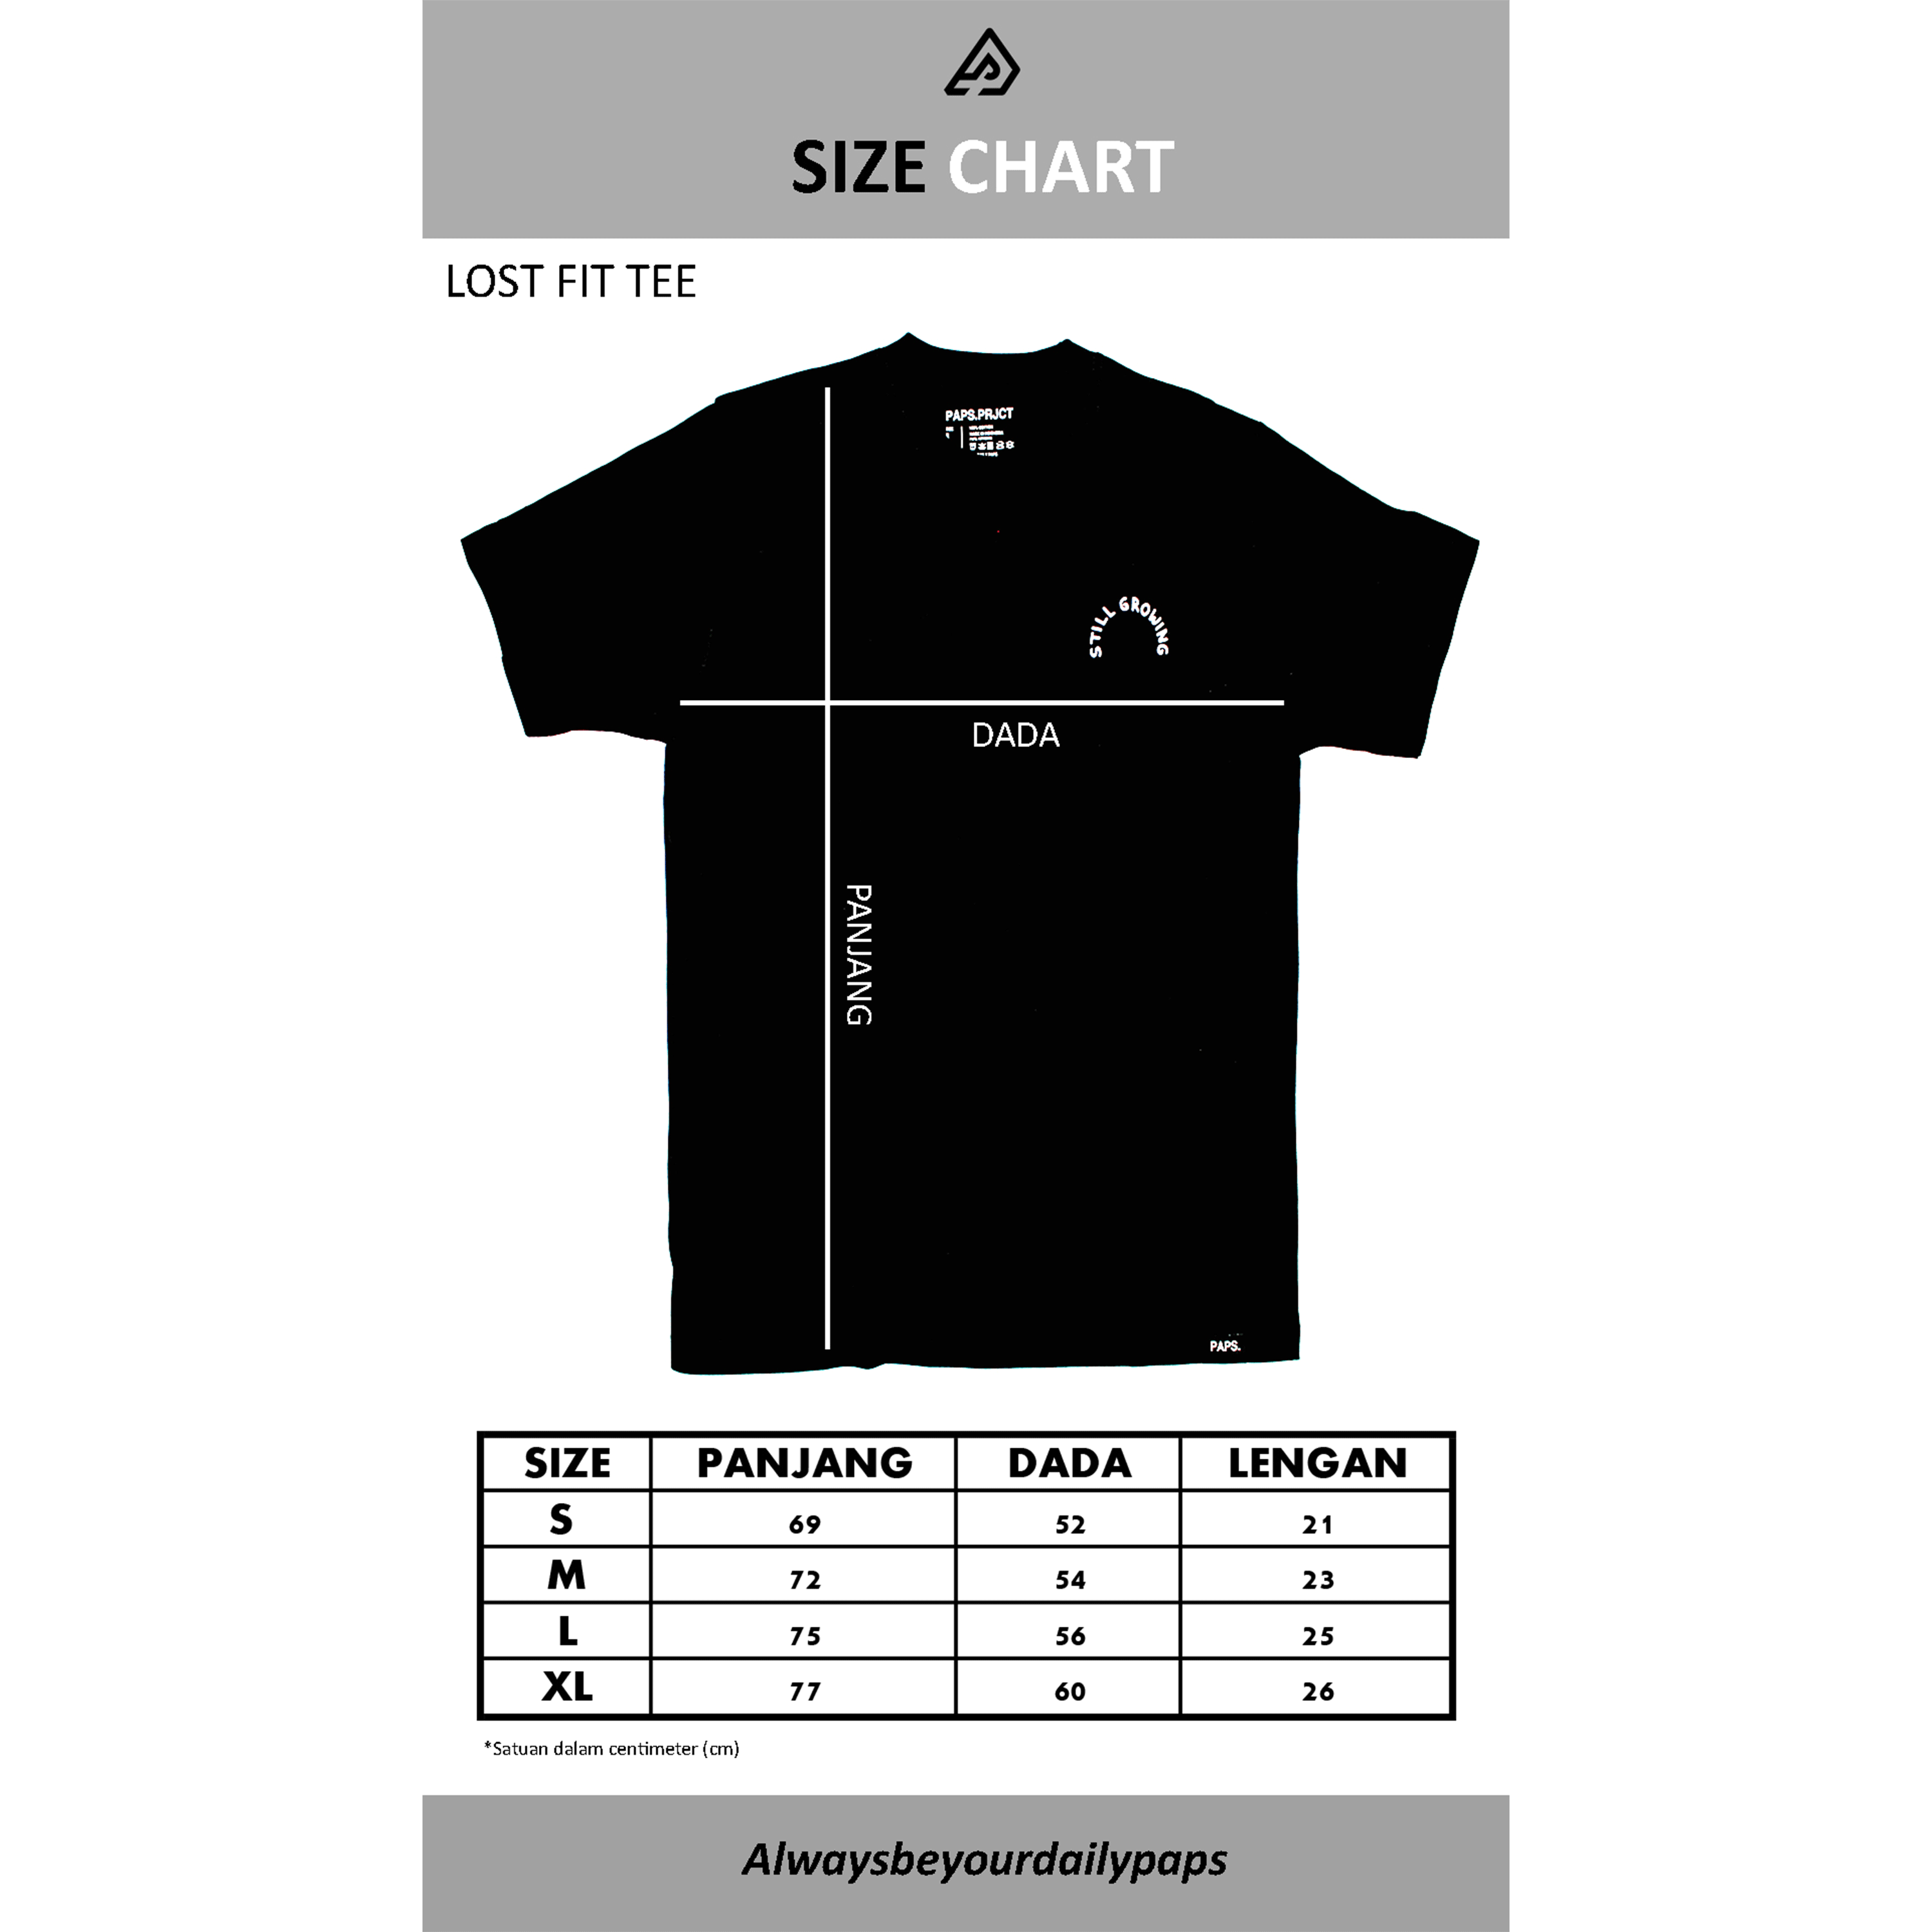 SIZE CHART
LOST FIT TEE
PAPS.PRJCT
STILL GROWING
DADA
PANJANG
PAPS.
SIZE PANJANG DADA LENGAN
S 69 52 21
M 72 54 23
L 75 56 25
XL 77 60 26
*Satuan dalam centimeter (cm)
Alwaysbeyourdailypaps